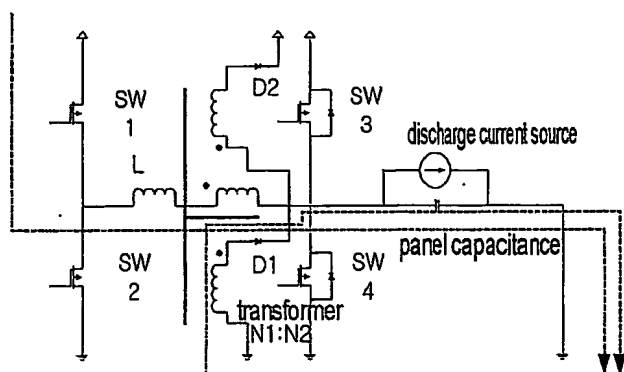 SW
1
D2
SW
3
discharge current source
L
panel capacitance
SW
2
D1
SW
4
transformer
N1:N2